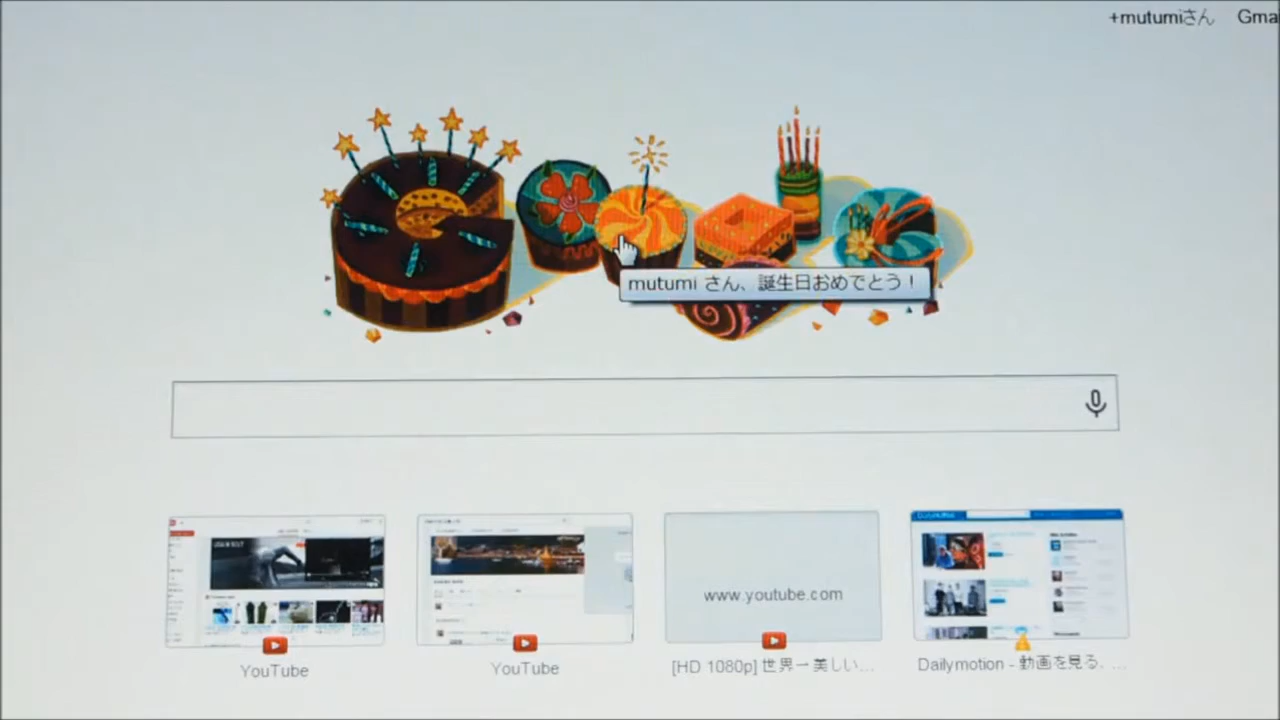 +mutumiさん Gma
mutumi さん、誕生日おめでとう！
www.youtube.com
YouTube
YouTube
[HD 1080p] 世界一美しい...
Dailymotion - 動画を見る、...